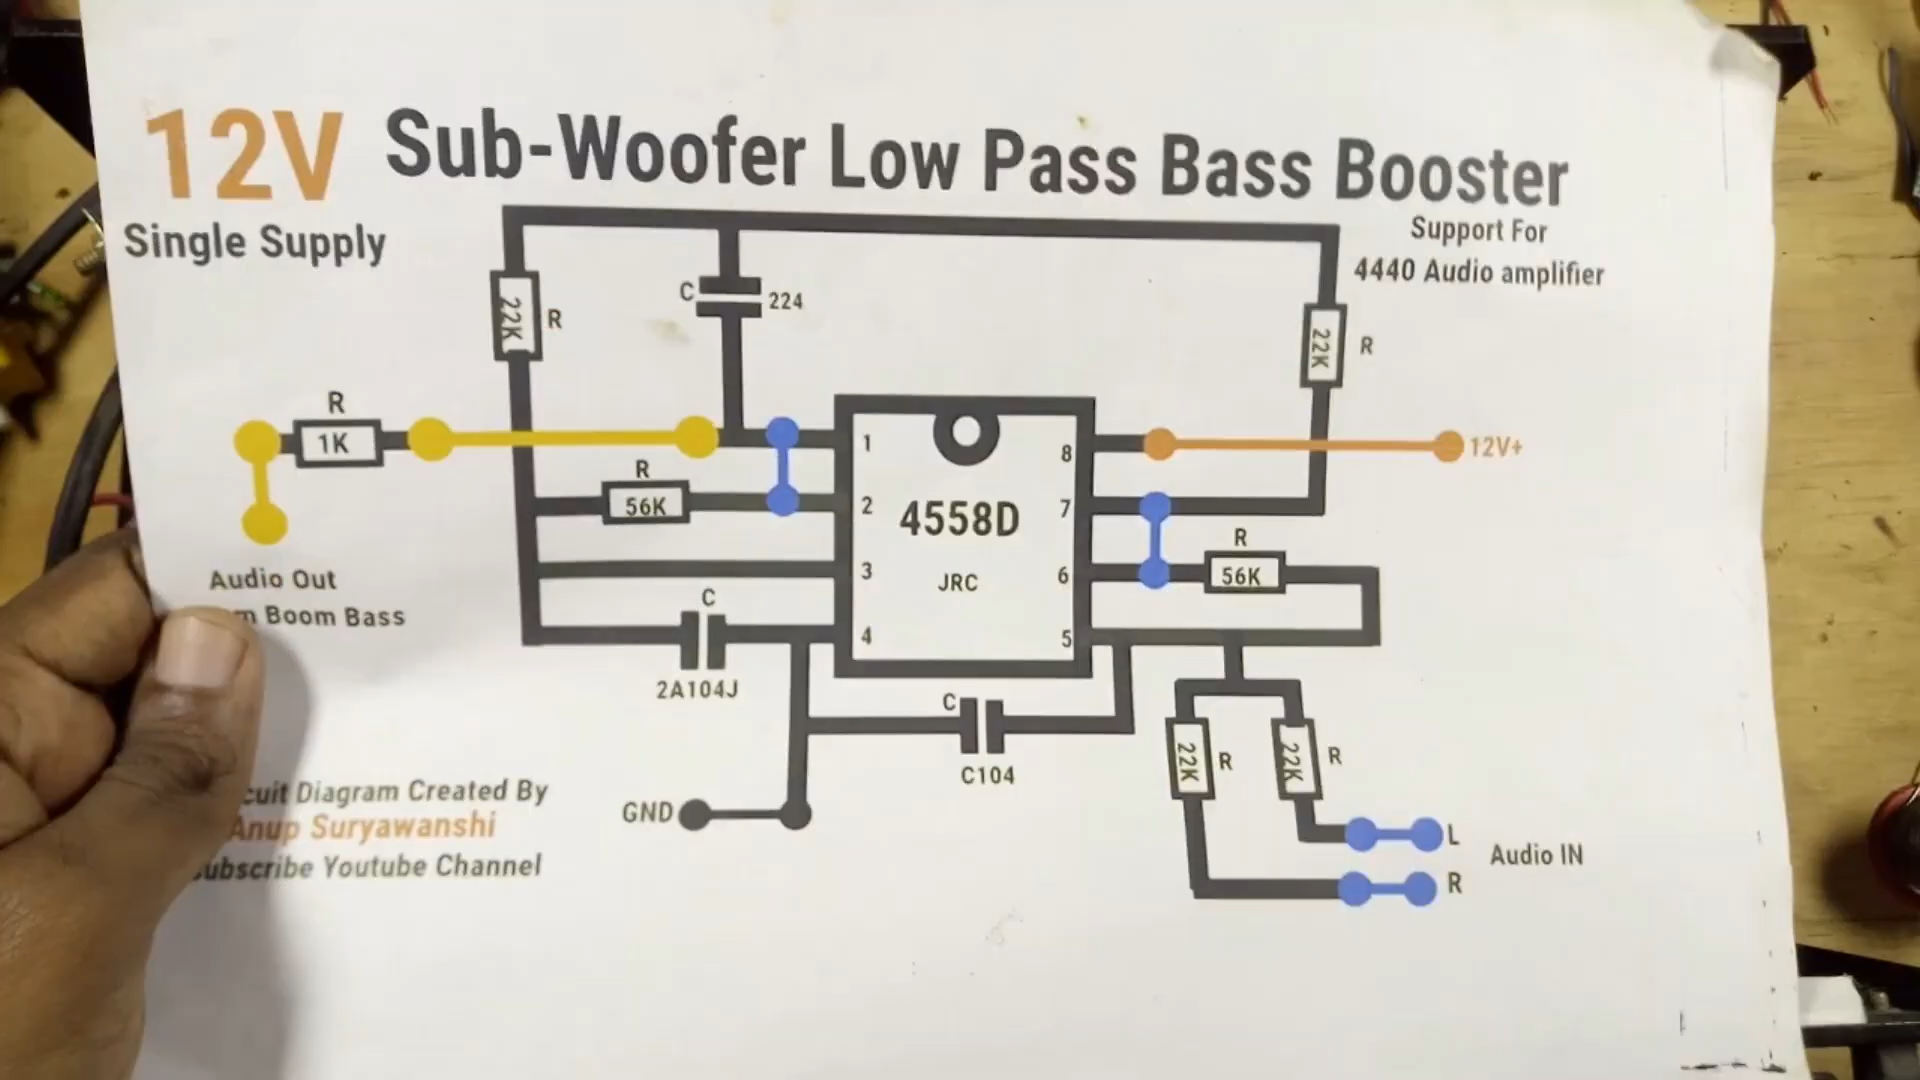 12V Sub-Woofer Low Pass Bass Booster
Single Supply
Support For
4440 Audio amplifier
22K R
C 224
22K R
R
1K
R
56K
1
2
3
4
8
7
6
5
4558D
JRC
12V+
R
56K
Audio Out
Boom Bass
C
2A104J
C
C104
22K R
22K R
GND
L
R
Audio IN
Diagram Created By
Anup Suryawanshi
Youtube Channel